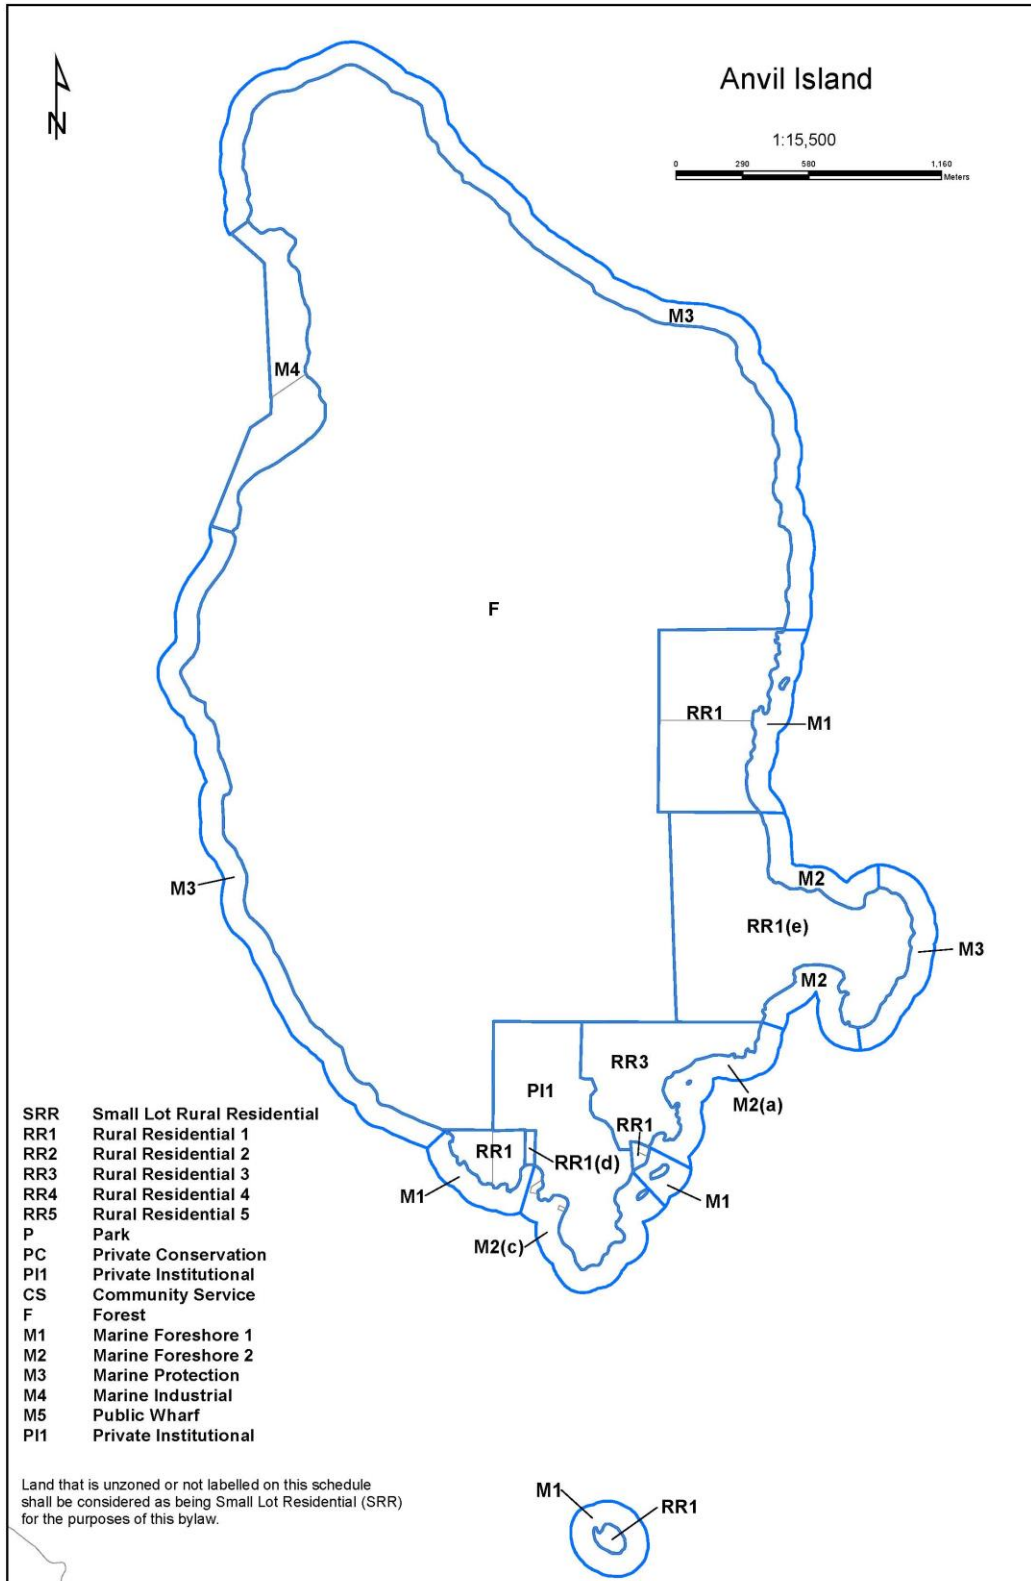 Anvil Island
N
1:15,500
0 290 580 1,160
Meters
M3
M4
F
RR1
M1
M3
M2
RR1(e)
M3
M2
RR3
PI1
M2(a)
RR1
RR1
RR1(d)
M1
M1
M2(c)
SRR Small Lot Rural Residential
RR1 Rural Residential 1
RR2 Rural Residential 2
RR3 Rural Residential 3
RR4 Rural Residential 4
RR5 Rural Residential 5
P Park
PC Private Conservation
PI1 Private Institutional
CS Community Service
F Forest
M1 Marine Foreshore 1
M2 Marine Foreshore 2
M3 Marine Protection
M4 Marine Industrial
M5 Public Wharf
PI1 Private Institutional
Land that is unzoned or not labelled on this schedule
shall be considered as being Small Lot Residential (SRR)
for the purposes of this bylaw.
M1
RR1